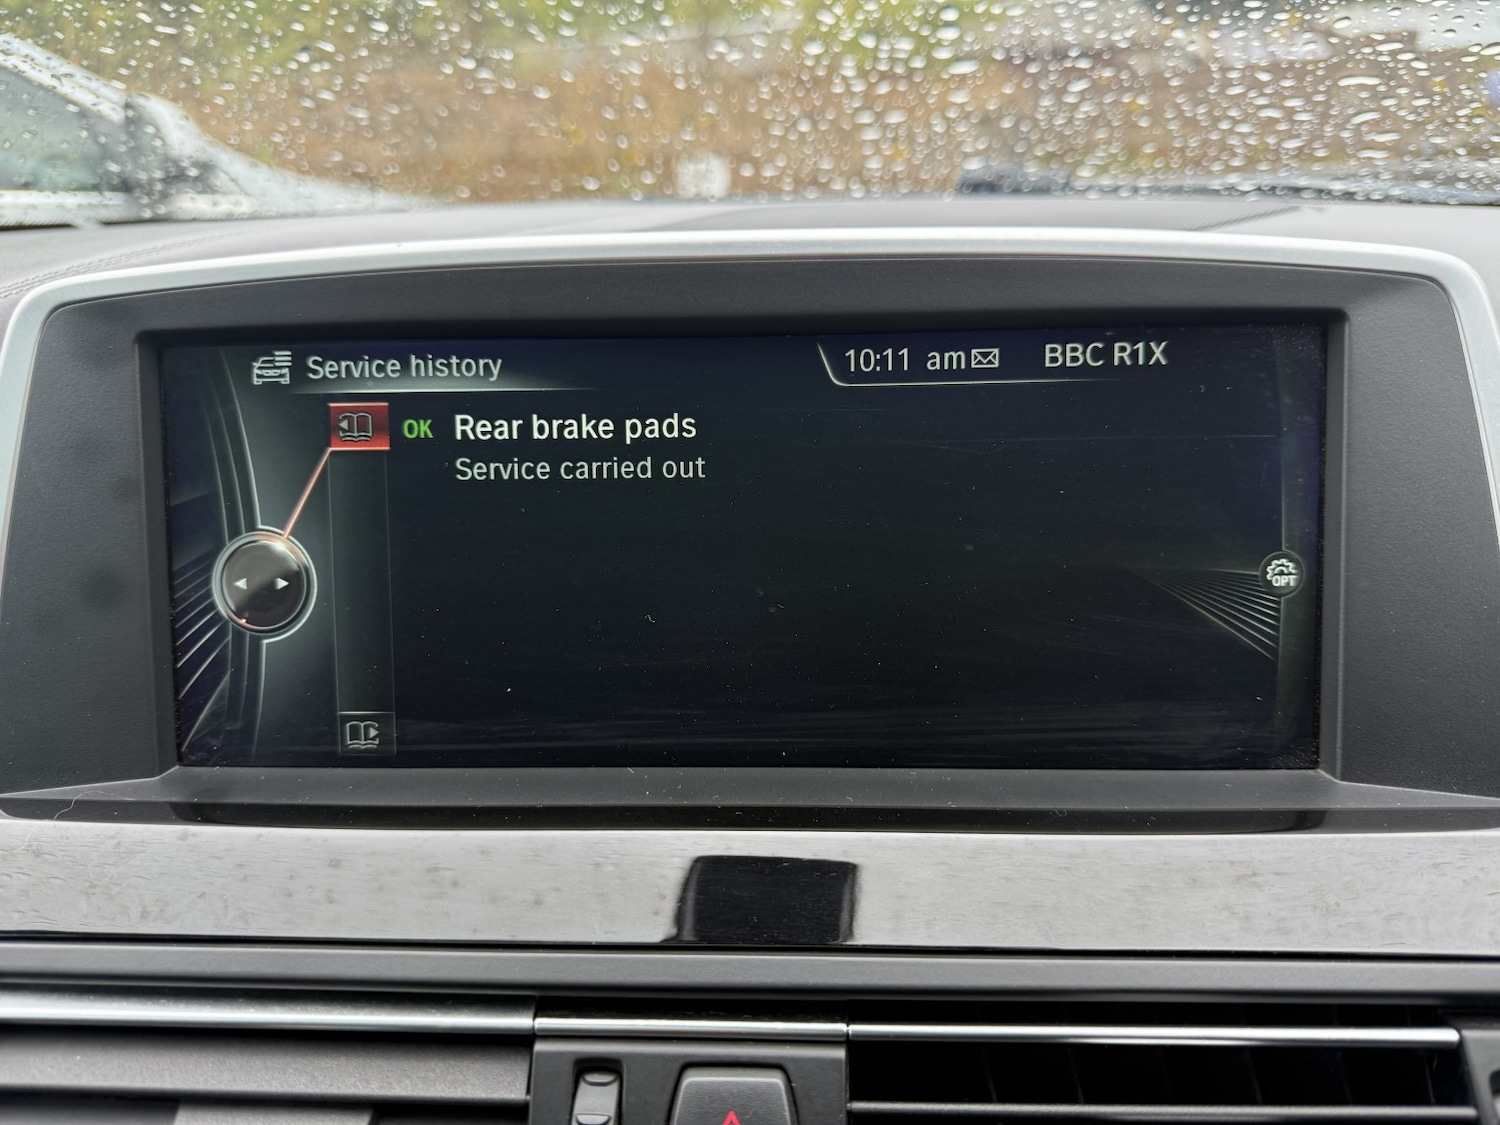 Service history
10:11 am
BBC R1X
OK Rear brake pads
Service carried out
OPT